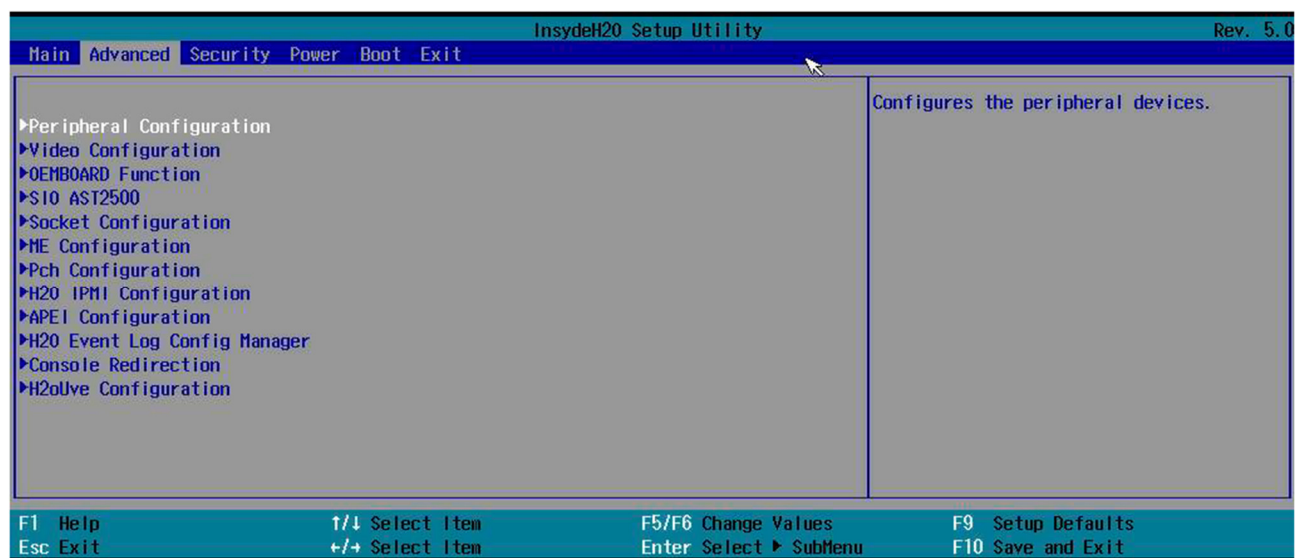 InsydeH20 Setup Utility Rev. 5.0
Main Advanced Security Power Boot Exit
Configures the peripheral devices.
▶Peripheral Configuration
▶Video Configuration
▶OEMBOARD Function
▶SIO AST2500
▶Socket Configuration
▶ME Configuration
▶Pch Configuration
▶H20 IPMI Configuration
▶APEI Configuration
▶H20 Event Log Config Manager
▶Console Redirection
▶H2oUve Configuration
F1 Help ↑/↓ Select Item F5/F6 Change Values F9 Setup Defaults
Esc Exit ←/→ Select Item Enter Select ▶ SubMenu F10 Save and Exit